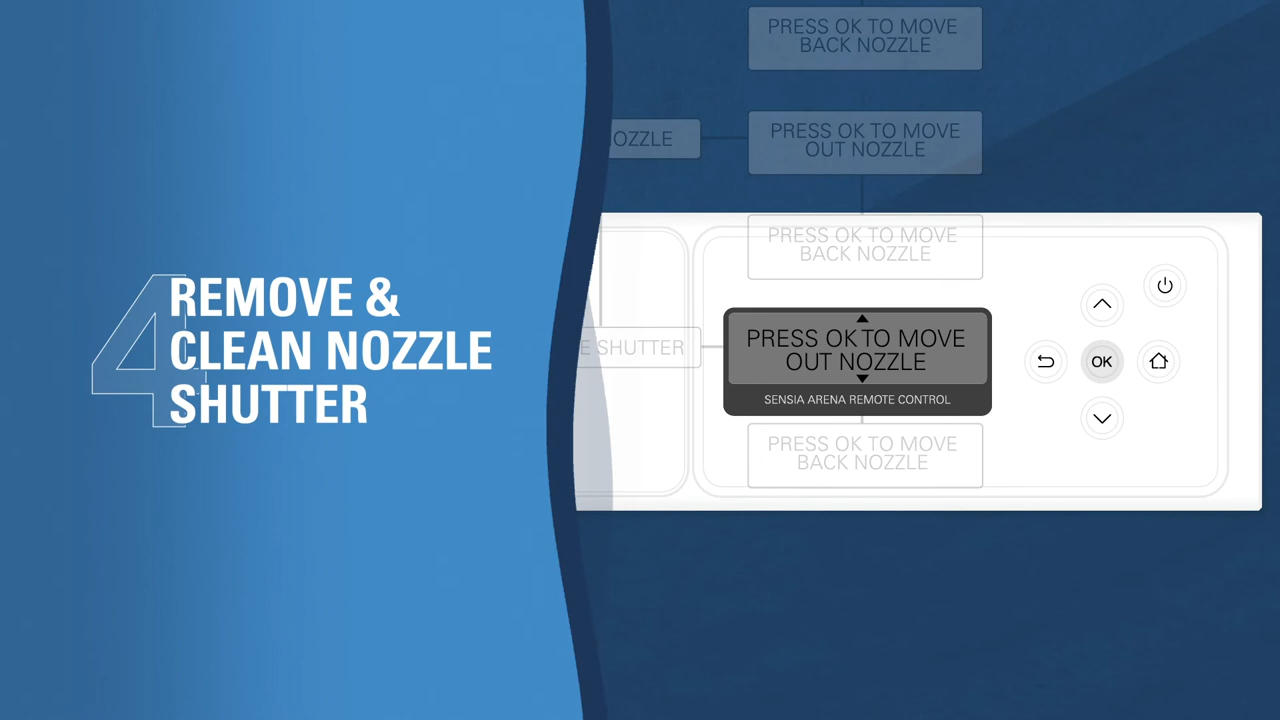 4
REMOVE &
CLEAN NOZZLE
SHUTTER
PRESS OK TO MOVE
BACK NOZZLE
OZZLE
PRESS OK TO MOVE
OUT NOZZLE
PRESS OK TO MOVE
BACK NOZZLE
E SHUTTER
PRESS OK TO MOVE
OUT NOZZLE
SENSIA ARENA REMOTE CONTROL
PRESS OK TO MOVE
BACK NOZZLE
OK